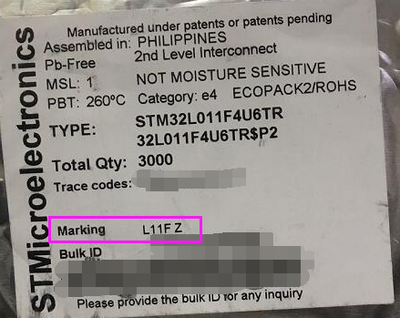 STMicroelectronics
Manufactured under patents or patents pending
Assembled in: PHILIPPINES
Pb-Free 2nd Level Interconnect
MSL: 1 NOT MOISTURE SENSITIVE
PBT: 260ºC Category: e4 ECOPACK2/ROHS
TYPE: STM32L011F4U6TR
32L011F4U6TR$P2
Total Qty: 3000
Trace codes:
Marking L11F Z
Bulk ID
Please provide the bulk ID for any inquiry